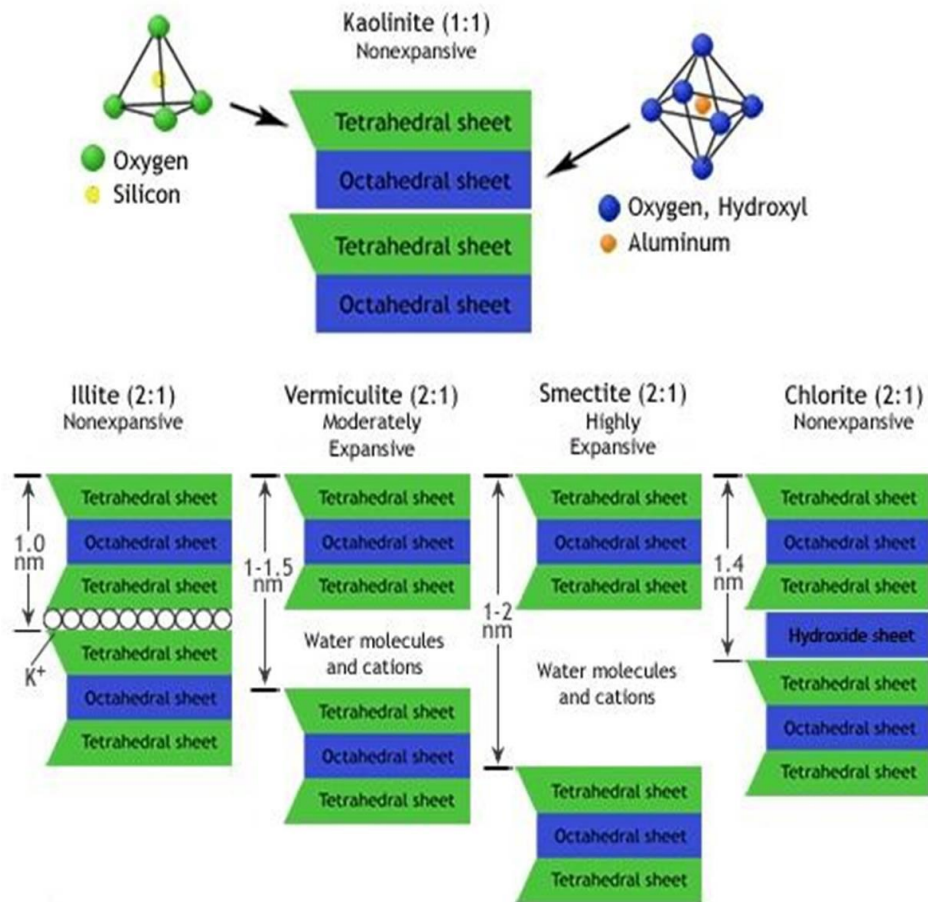 Kaolinite (1:1)
Nonexpansive
Tetrahedral sheet
Octahedral sheet
Tetrahedral sheet
Octahedral sheet
Oxygen
Silicon
Oxygen, Hydroxyl
Aluminum
Illite (2:1)
Nonexpansive
1.0
nm
Tetrahedral sheet
Octahedral sheet
Tetrahedral sheet
K+
Tetrahedral sheet
Octahedral sheet
Tetrahedral sheet
Vermiculite (2:1)
Moderately
Expansive
1-1.5
nm
Tetrahedral sheet
Octahedral sheet
Tetrahedral sheet
Water molecules
and cations
Tetrahedral sheet
Octahedral sheet
Tetrahedral sheet
Smectite (2:1)
Highly
Expansive
1-2
nm
Tetrahedral sheet
Octahedral sheet
Tetrahedral sheet
Water molecules
and cations
Tetrahedral sheet
Octahedral sheet
Tetrahedral sheet
Chlorite (2:1)
Nonexpansive
1.4
nm
Tetrahedral sheet
Octahedral sheet
Tetrahedral sheet
Hydroxide sheet
Tetrahedral sheet
Octahedral sheet
Tetrahedral sheet